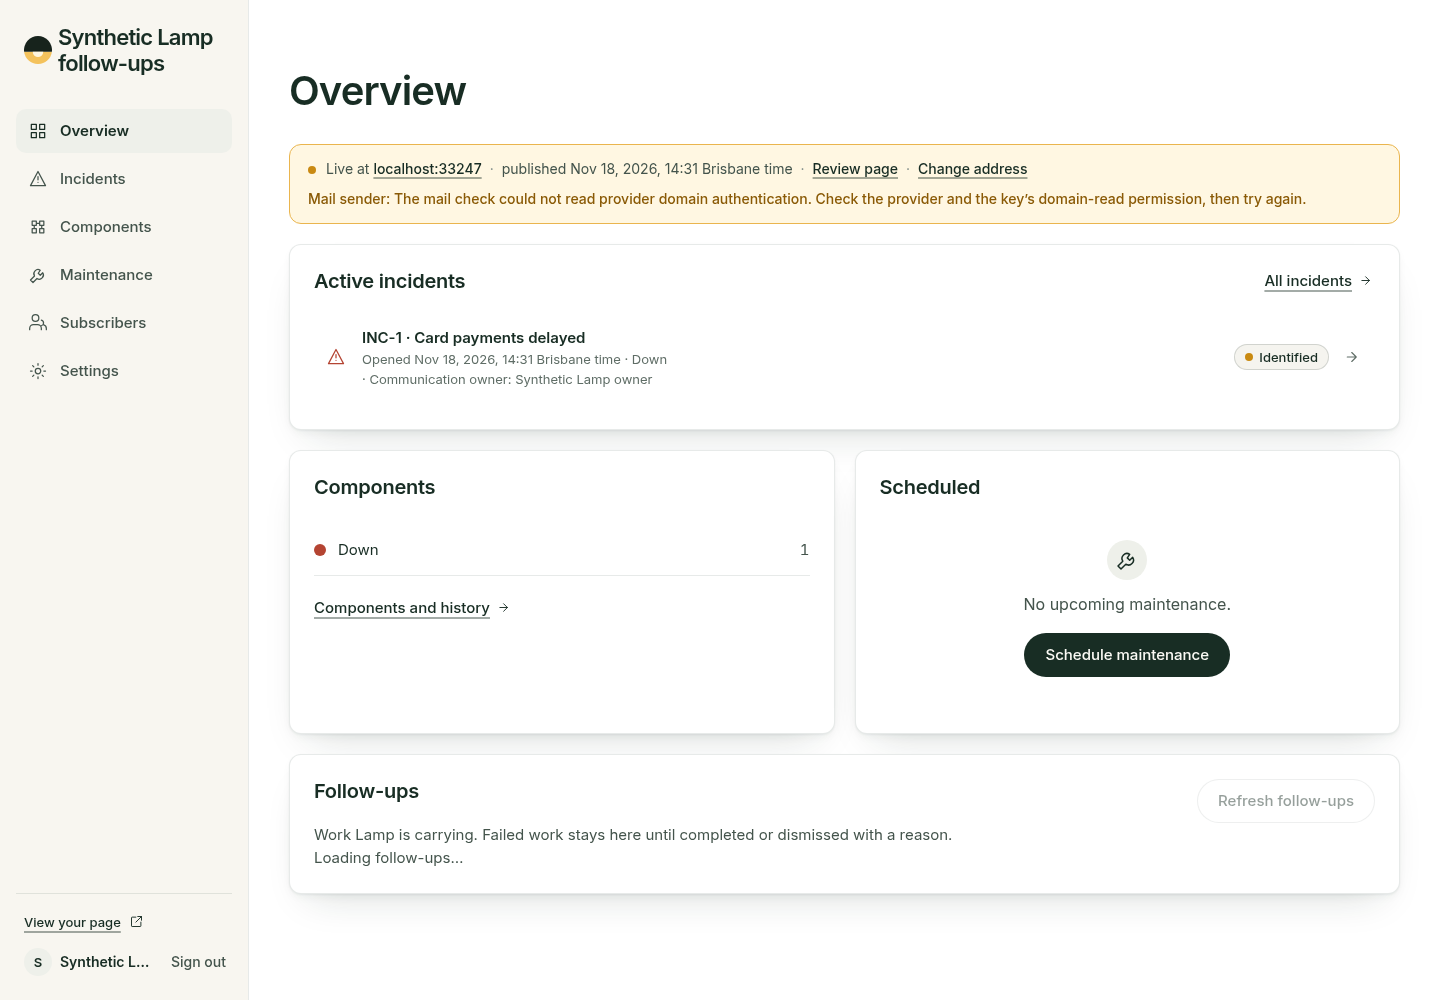 Synthetic Lamp
follow-ups
Overview
Incidents
Components
Maintenance
Subscribers
Settings
View your page
S
Synthetic L...
Sign out
Overview
Live at localhost:33247 · published Nov 18, 2026, 14:31 Brisbane time · Review page · Change address
Mail sender: The mail check could not read provider domain authentication. Check the provider and the key’s domain-read permission, then try again.
Active incidents
All incidents
INC-1 · Card payments delayed
Opened Nov 18, 2026, 14:31 Brisbane time · Down
· Communication owner: Synthetic Lamp owner
Identified
Components
Down
1
Components and history
Scheduled
No upcoming maintenance.
Schedule maintenance
Follow-ups
Refresh follow-ups
Work Lamp is carrying. Failed work stays here until completed or dismissed with a reason.
Loading follow-ups...